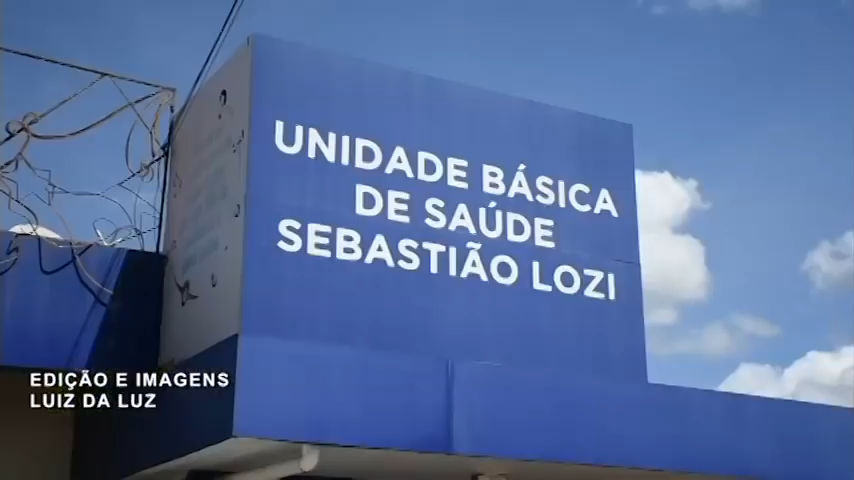 UNIDADE BÁSICA
DE SAÚDE
SEBASTIÃO LOZI
EDIÇÃO E IMAGENS
LUIZ DA LUZ